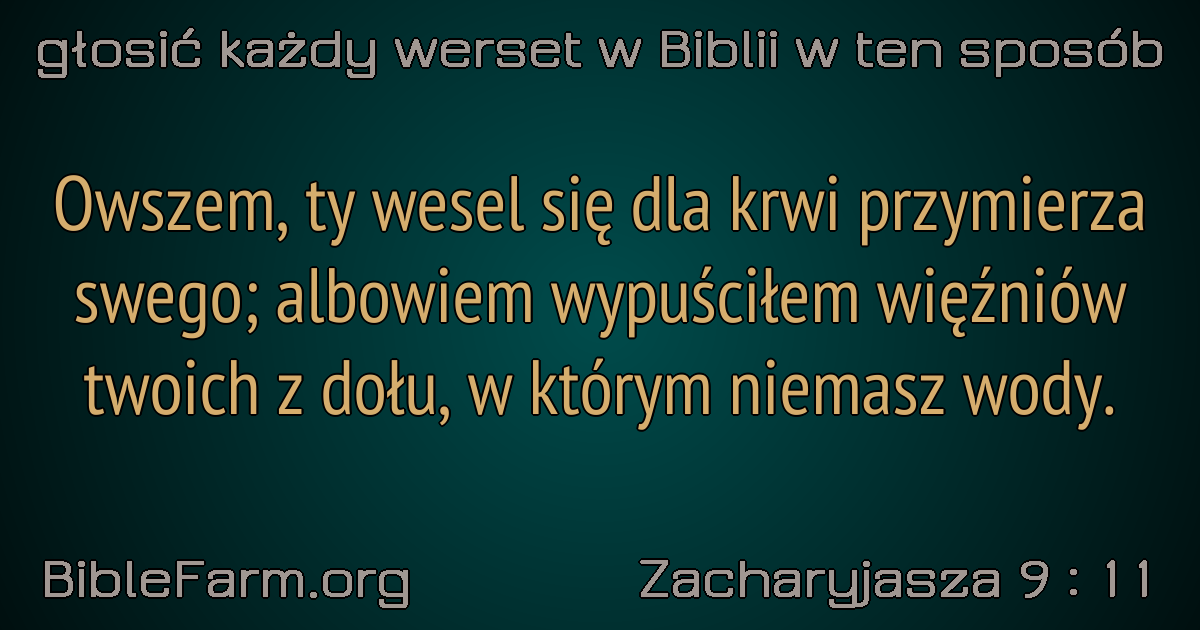 głosić każdy werset w Biblii w ten sposób
Owszem, ty wesel się dla krwi przymierza
swego; albowiem wypuściłem więźniów
twoich z dołu, w którym niemasz wody.
BibleFarm.org
Zacharyjasza 9 : 11